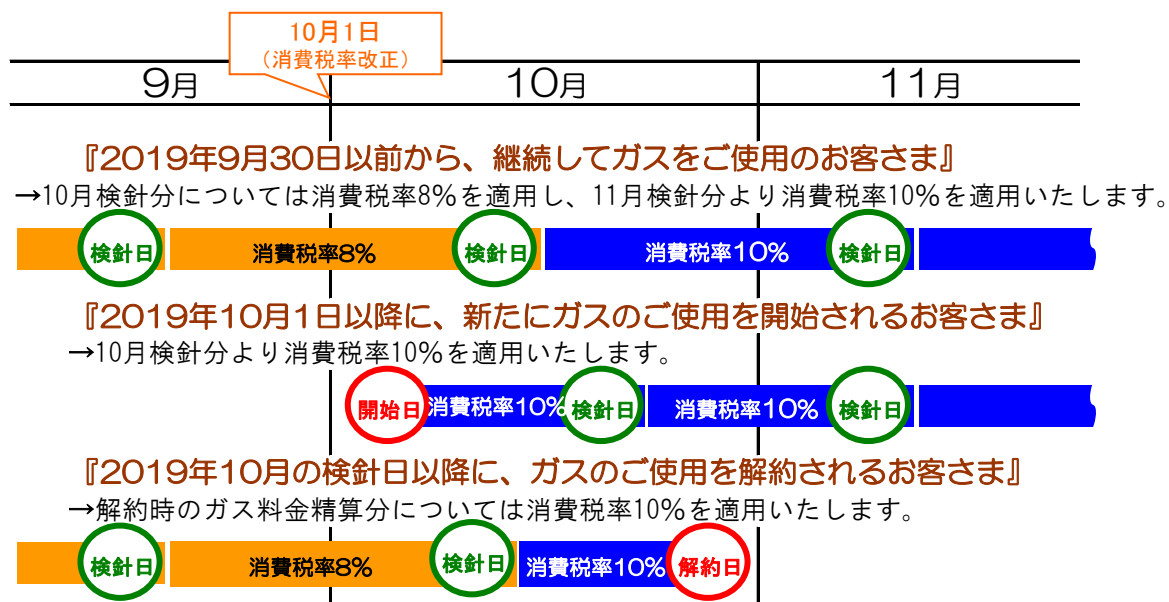 10月1日
（消費税率改正）
9月
10月
11月
『2019年9月30日以前から、継続してガスをご使用のお客さま』
→10月検針分については消費税率8%を適用し、11月検針分より消費税率10%を適用いたします。
検針日
消費税率8%
検針日
消費税率10%
検針日
『2019年10月1日以降に、新たにガスのご使用を開始されるお客さま』
→10月検針分より消費税率10%を適用いたします。
開始日
消費税率10%
検針日
消費税率10%
検針日
『2019年10月の検針日以降に、ガスのご使用を解約されるお客さま』
→解約時のガス料金精算分については消費税率10%を適用いたします。
検針日
消費税率8%
検針日
消費税率10%
解約日